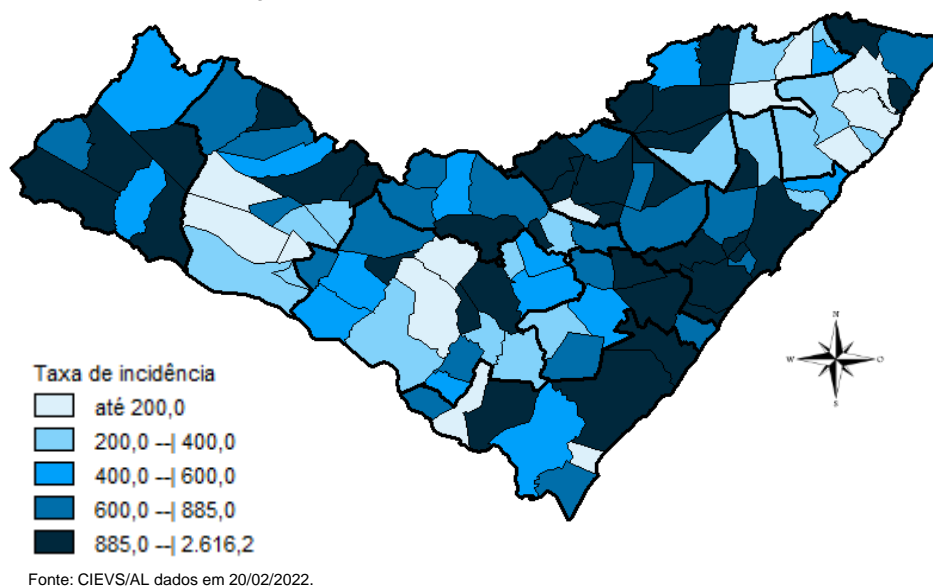 N
W
O
S
Taxa de incidência
até 200,0
200,0 --| 400,0
400,0 --| 600,0
600,0 --| 885,0
885,0 --| 2.616,2
Fonte: CIEVS/AL dados em 20/02/2022.